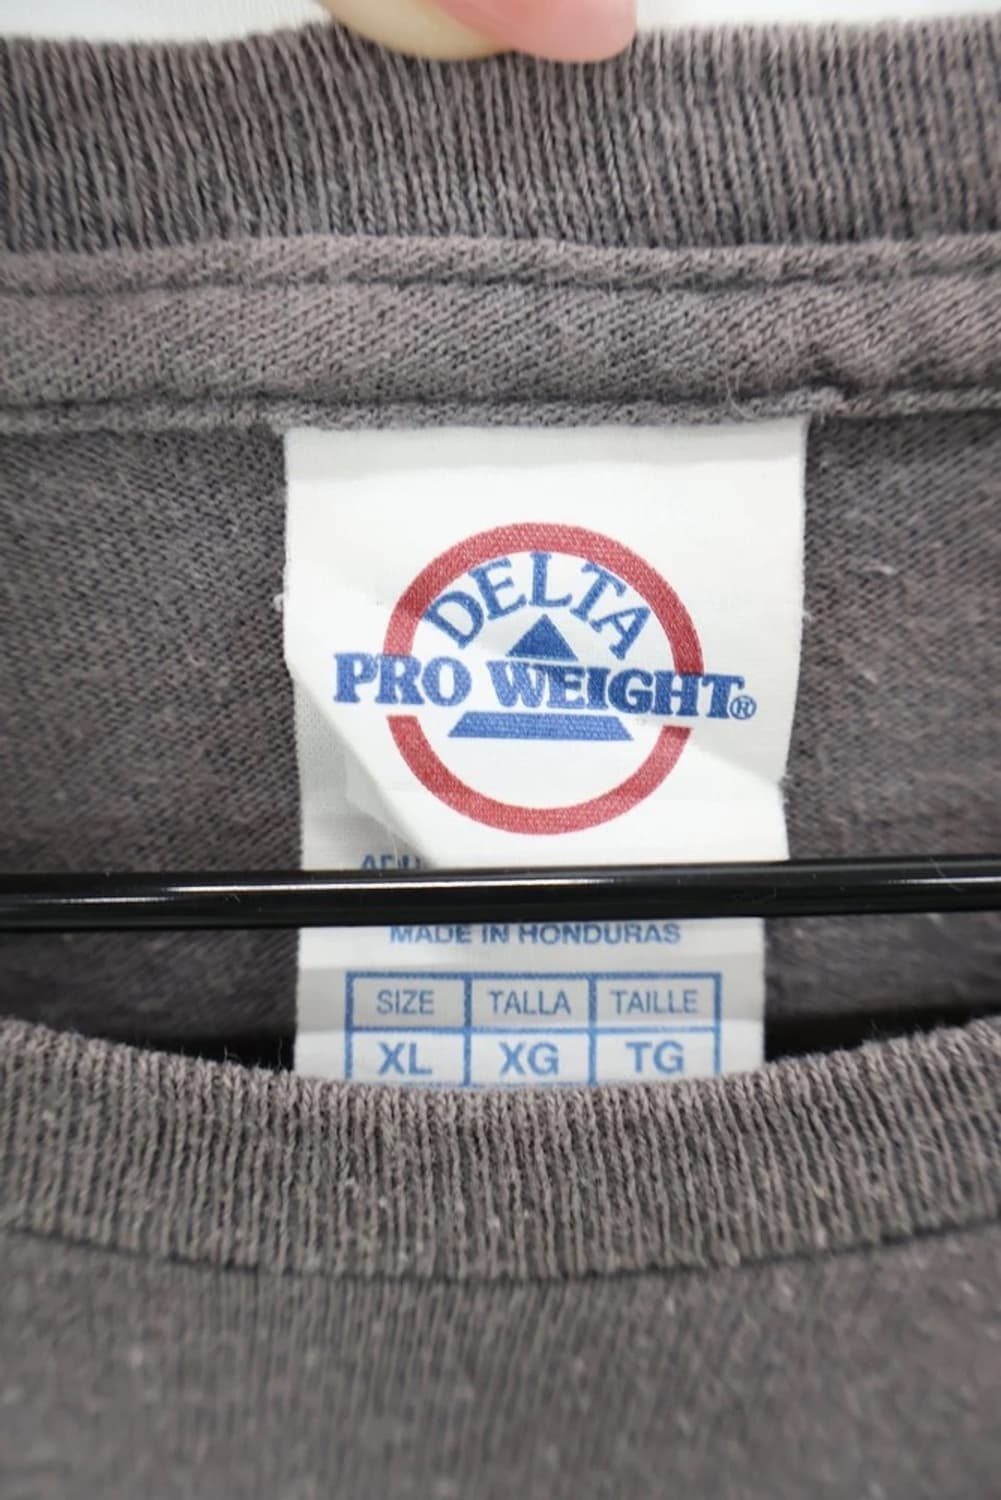 DELTA
PRO WEIGHT®
MADE IN HONDURAS
SIZE TALLA TAILLE
XL XG TG